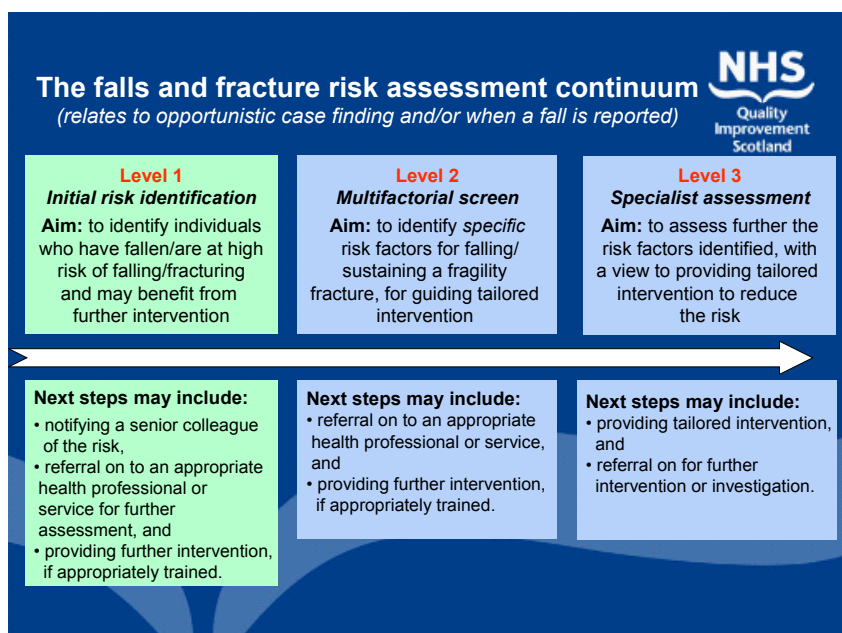 The falls and fracture risk assessment continuum
(relates to opportunistic case finding and/or when a fall is reported)
NHS
Quality
Improvement
Scotland
Level 1
Initial risk identification
Aim: to identify individuals
who have fallen/are at high
risk of falling/fracturing
and may benefit from
further intervention
Level 2
Multifactorial screen
Aim: to identify specific
risk factors for falling/
sustaining a fragility
fracture, for guiding tailored
intervention
Level 3
Specialist assessment
Aim: to assess further the
risk factors identified, with
a view to providing tailored
intervention to reduce
the risk
Next steps may include:
• notifying a senior colleague
of the risk,
• referral on to an appropriate
health professional or
service for further
assessment, and
• providing further intervention,
if appropriately trained.
Next steps may include:
• referral on to an appropriate
health professional or service,
and
• providing further intervention,
if appropriately trained.
Next steps may include:
• providing tailored intervention,
and
• referral on for further
intervention or investigation.